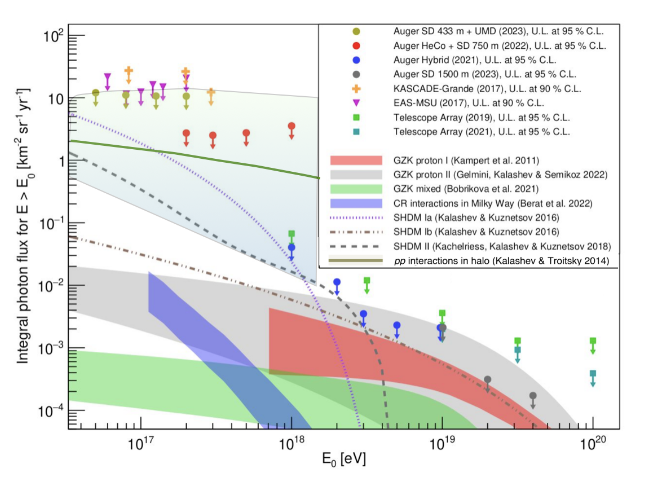 Integral photon flux for E > E₀ [km⁻² sr⁻¹ yr⁻¹]
10²
10
1
10⁻¹
10⁻²
10⁻³
10⁻⁴
Auger SD 433 m + UMD (2023), U.L. at 95 % C.L.
Auger HeCo + SD 750 m (2022), U.L. at 95 % C.L.
Auger Hybrid (2021), U.L. at 95 % C.L.
Auger SD 1500 m (2023), U.L. at 95 % C.L.
KASCADE-Grande (2017), U.L. at 90 % C.L.
EAS-MSU (2017), U.L. at 90 % C.L.
Telescope Array (2019), U.L. at 95% C.L.
Telescope Array (2021), U.L. at 95% C.L.
GZK proton I (Kampert et al. 2011)
GZK proton II (Gelmini, Kalashev & Semikoz 2022)
GZK mixed (Bobrikova et al. 2021)
CR interactions in Milky Way (Berat et al. 2022)
SHDM Ia (Kalashev & Kuznetsov 2016)
SHDM Ib (Kalashev & Kuznetsov 2016)
SHDM II (Kachelriess, Kalashev & Kuznetsov 2018)
pp interactions in halo (Kalashev & Troitsky 2014)
10¹⁷
10¹⁸
10¹⁹
10²⁰
E₀ [eV]